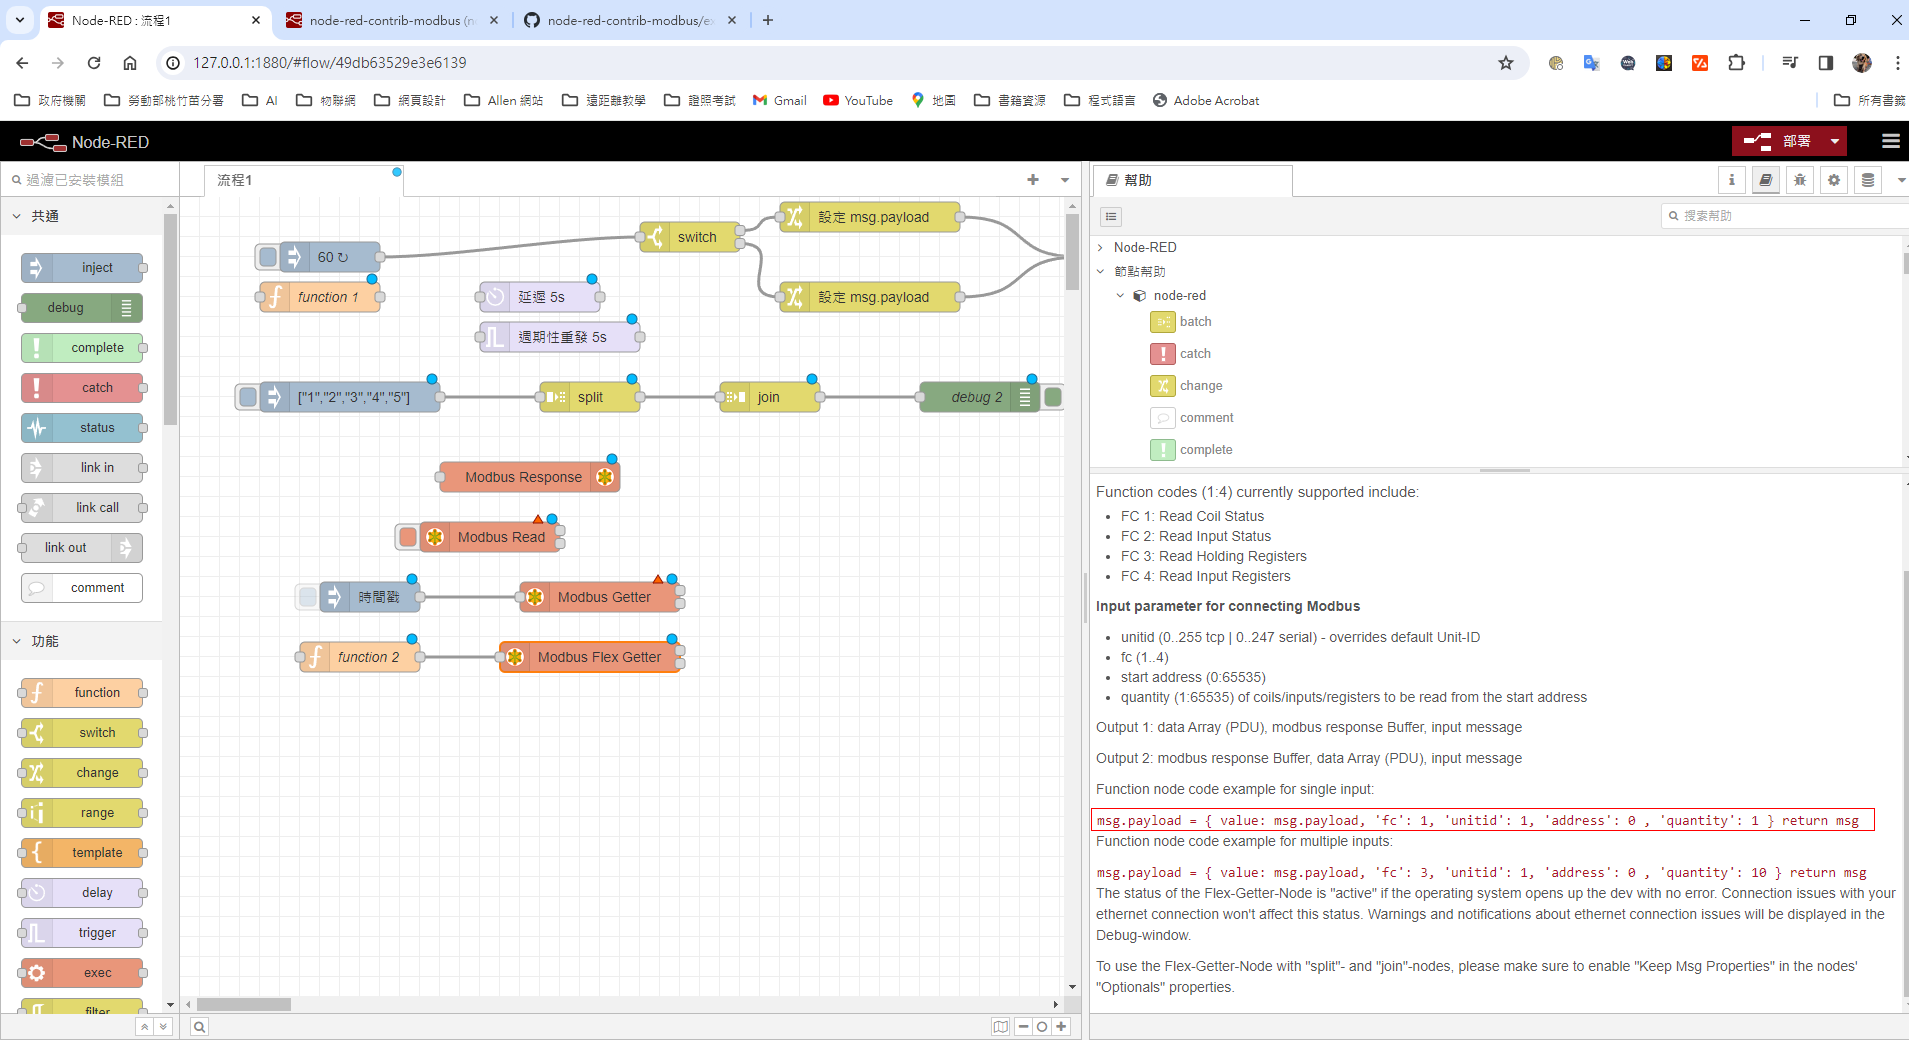 Node-RED : 流程1
node-red-contrib-modbus (n
node-red-contrib-modbus/e
127.0.0.1:1880/#flow/49db63529e3e6139
政府機關
勞動部桃竹苗分署
AI
物聯網
網頁設計
Allen 網站
遠距離教學
證照考試
Gmail
YouTube
地圖
書籍資源
程式語言
Adobe Acrobat
所有書籤
Node-RED
部署
過濾已安裝模組
流程1
幫助
共通
inject
debug
complete
catch
status
link in
link call
link out
comment
功能
function
switch
change
range
template
delay
trigger
exec
filter
60 ↻
switch
設定 msg.payload
設定 msg.payload
function 1
延遲 5s
週期性重發 5s
["1","2","3","4","5"]
split
join
debug 2
Modbus Response
Modbus Read
時間戳
Modbus Getter
function 2
Modbus Flex Getter
搜索幫助
Node-RED
節點幫助
node-red
batch
catch
change
comment
complete
Function codes (1:4) currently supported include:
• FC 1: Read Coil Status
• FC 2: Read Input Status
• FC 3: Read Holding Registers
• FC 4: Read Input Registers
Input parameter for connecting Modbus
• unitid (0..255 tcp | 0..247 serial) - overrides default Unit-ID
• fc (1..4)
• start address (0:65535)
• quantity (1:65535) of coils/inputs/registers to be read from the start address
Output 1: data Array (PDU), modbus response Buffer, input message
Output 2: modbus response Buffer, data Array (PDU), input message
Function node code example for single input:
msg.payload = { value: msg.payload, 'fc': 1, 'unitid': 1, 'address': 0 , 'quantity': 1 } return msg
Function node code example for multiple inputs:
msg.payload = { value: msg.payload, 'fc': 3, 'unitid': 1, 'address': 0 , 'quantity': 10 } return msg
The status of the Flex-Getter-Node is "active" if the operating system opens up the dev with no error. Connection issues with your
ethernet connection won't affect this status. Warnings and notifications about ethernet connection issues will be displayed in the
Debug-window.
To use the Flex-Getter-Node with "split"- and "join"-nodes, please make sure to enable "Keep Msg Properties" in the nodes'
"Optionals" properties.